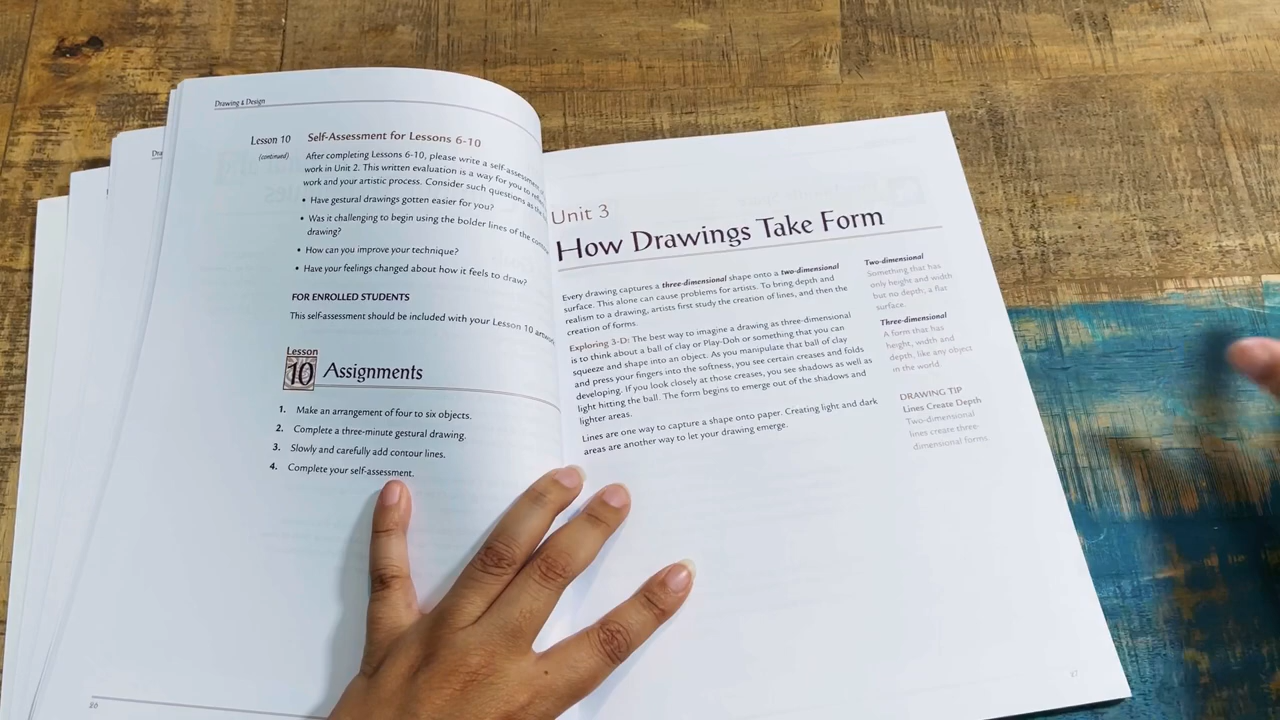 Drawing & Design
Lesson 10
(continued)
Self-Assessment for Lessons 6-10
After completing Lessons 6-10, please write a self-assessment
work in Unit 2. This written evaluation is a way for you to
work and your artistic process. Consider such questions as the
• Have gestural drawings gotten easier for you?
• Was it challenging to begin using the bolder lines of the
drawing?
• How can you improve your technique?
• Have your feelings changed about how it feels to draw?
FOR ENROLLED STUDENTS
This self-assessment should be included with your Lesson 10
Lesson
10 Assignments
1. Make an arrangement of four to six objects.
2. Complete a three-minute gestural drawing.
3. Slowly and carefully add contour lines.
4. Complete your self-assessment.
Unit 3
How Drawings Take Form
Every drawing captures a three-dimensional shape onto a two-dimensional
surface. This alone can cause problems for artists. To bring depth and
realism to a drawing, artists first study the creation of lines, and then the
creation of forms.
Exploring 3-D: The best way to imagine a drawing as three-dimensional
is to think about a ball of clay or Play-Doh or something that you can
squeeze and shape into an object. As you manipulate that ball of clay
and press your fingers into the softness, you see certain creases and folds
developing. If you look closely at those creases, you see shadows as well as
light hitting the ball. The form begins to emerge out of the shadows and
lighter areas.
Lines are one way to capture a shape onto paper. Creating light and dark
areas are another way to let your drawing emerge.
Two-dimensional
Something that has
only height and width
but no depth, a flat
surface.
Three-dimensional
A form that has
height, width and
depth, like any object
in the world.
DRAWING TIP
Lines Create Depth
Two-dimensional
lines create three-
dimensional forms.